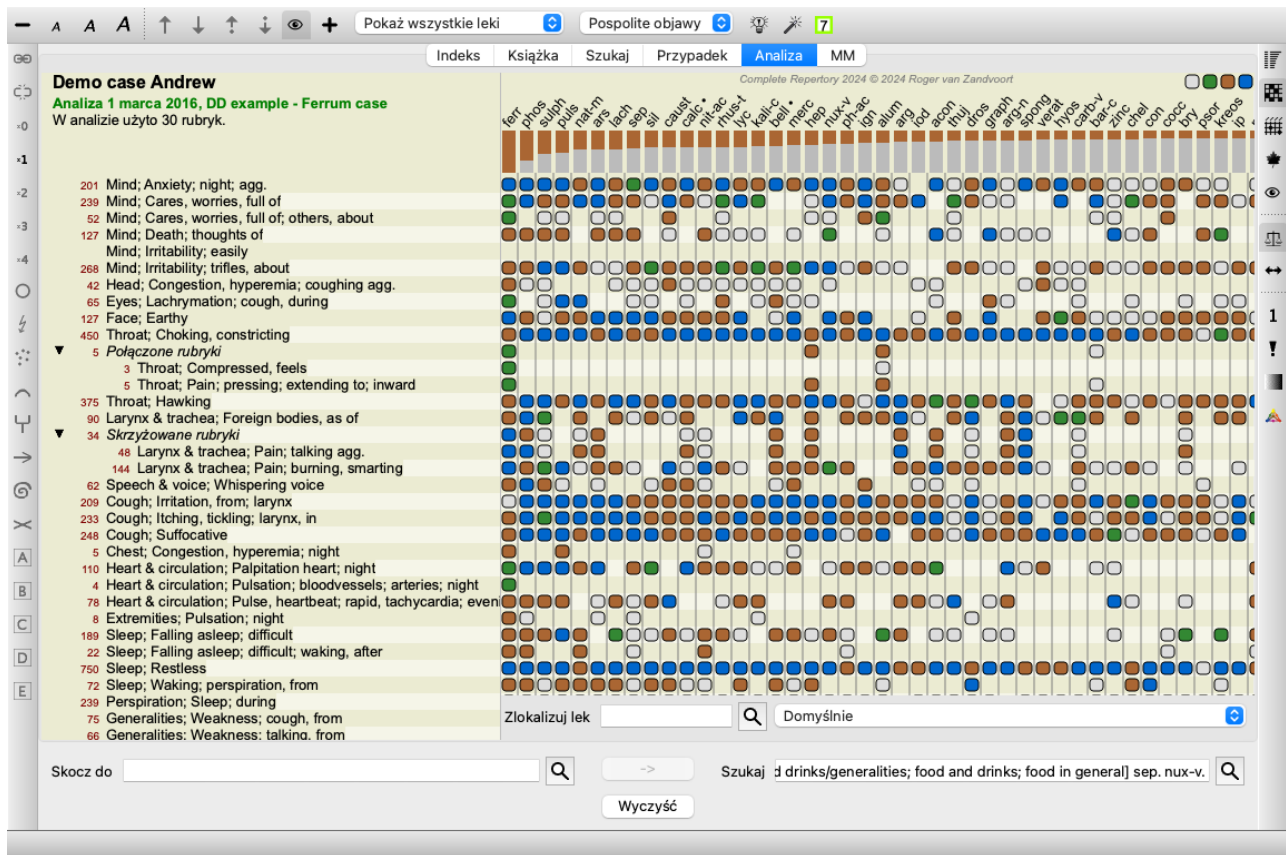 A A A Pokaż wszystkie leki Pospolite objawy 7
Indeks Książka Szukaj Przypadek Analiza MM
Demo case Andrew
Complete Repertory 2024 © 2024 Roger van Zandvoort
Analiza 1 marca 2016, DD example - Ferrum case
W analizie użyto 30 rubryk.
ferr phos sulph puls nat-m ars lach sep sil caust calc • nit-ac rhus-t lyc kali-c bell • merc hep nux-v ph-ac ign alum arg iod acon thuj dros graph arg-n spong verat hyos carb-v bar-c zinc chel con cocc bry psor kreos ip
×0
×1
×2
×3
×4
A
B
C
D
E
1
!
201 Mind; Anxiety; night; agg.
239 Mind; Cares, worries, full of
52 Mind; Cares, worries, full of; others, about
127 Mind; Death; thoughts of
Mind; Irritability; easily
268 Mind; Irritability; trifles, about
42 Head; Congestion, hyperemia; coughing agg.
65 Eyes; Lachrymation; cough, during
127 Face; Earthy
450 Throat; Choking, constricting
5 Połączone rubryki
3 Throat; Compressed, feels
5 Throat; Pain; pressing; extending to; inward
375 Throat; Hawking
90 Larynx & trachea; Foreign bodies, as of
34 Skrzyżowane rubryki
48 Larynx & trachea; Pain; talking agg.
144 Larynx & trachea; Pain; burning, smarting
62 Speech & voice; Whispering voice
209 Cough; Irritation, from; larynx
233 Cough; Itching, tickling; larynx, in
248 Cough; Suffocative
5 Chest; Congestion, hyperemia; night
110 Heart & circulation; Palpitation heart; night
4 Heart & circulation; Pulsation; bloodvessels; arteries; night
78 Heart & circulation; Pulse, heartbeat; rapid, tachycardia; even
8 Extremities; Pulsation; night
189 Sleep; Falling asleep; difficult
22 Sleep; Falling asleep; difficult; waking, after
750 Sleep; Restless
72 Sleep; Waking; perspiration, from
239 Perspiration; Sleep; during
75 Generalities; Weakness; cough, from
66 Generalities; Weakness; talking, from
Zlokalizuj lek Domyślnie
Skocz do -> Szukaj d drinks/generalities; food and drinks; food in general] sep. nux-v.
Wyczyść